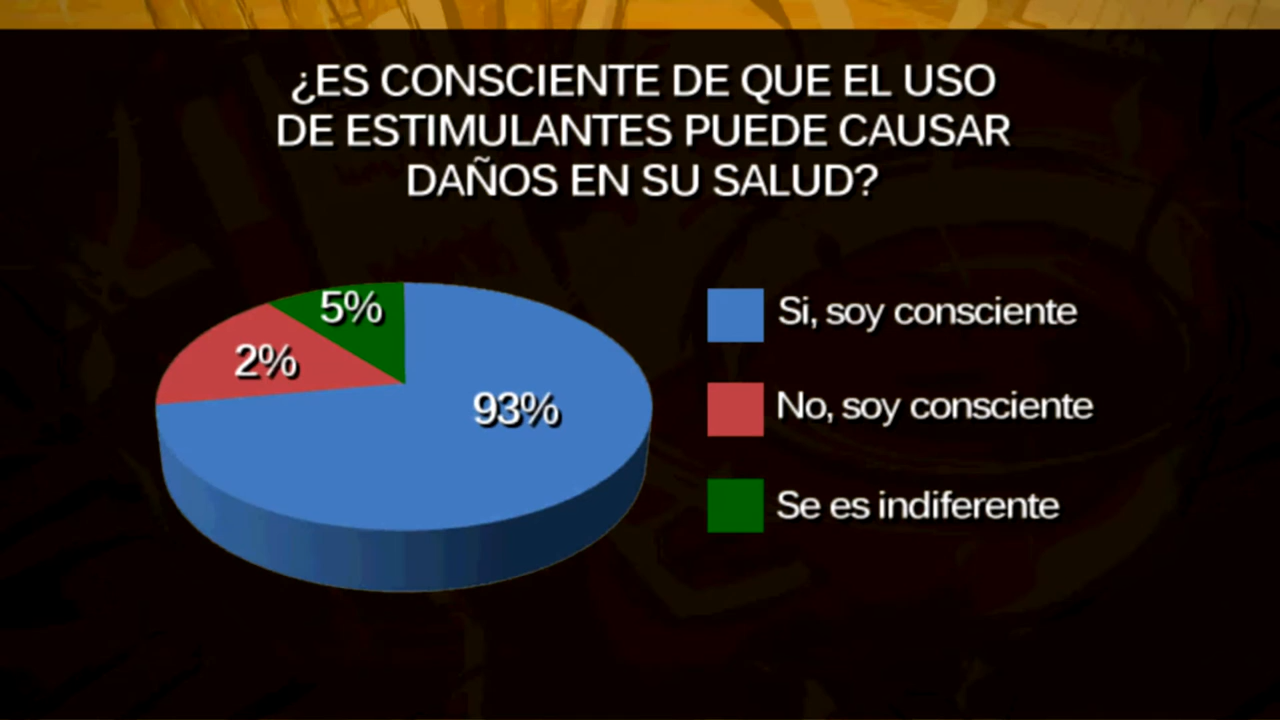 ¿ES CONSCIENTE DE QUE EL USO
DE ESTIMULANTES PUEDE CAUSAR
DAÑOS EN SU SALUD?
5%
2%
93%
Si, soy consciente
No, soy consciente
Se es indiferente